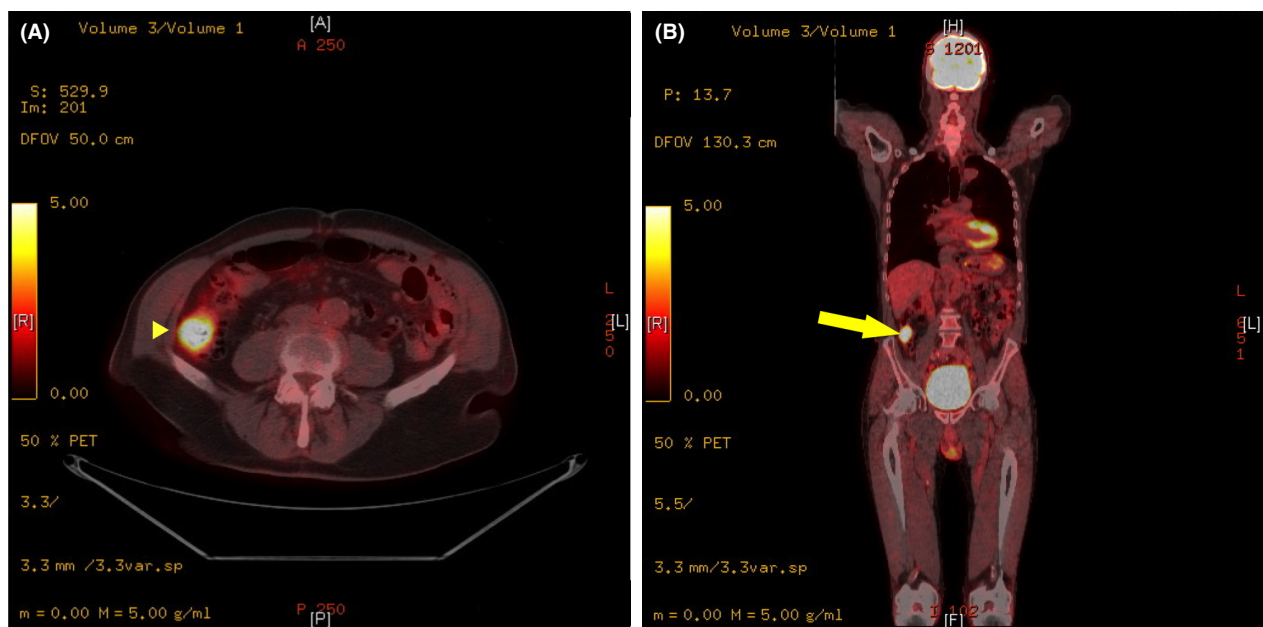 (A)
Volume 3/Volume 1
[A]
A 250
S: 529.9
Im: 201
DFOV 50.0 cm
5.00
[R]
0.00
50 % PET
3.3/
3.3 mm /3.3var.sp
m = 0.00 M = 5.00 g/ml
L
250
[L]
P 250
[P]
(B)
Volume 3/Volume 1
[H]
S 1201
P: 13.7
DFOV 130.3 cm
5.00
[R]
0.00
50 % PET
5.5/
3.3 mm/3.3var.sp
m = 0.00 M = 5.00 g/ml
L
651
[L]
I 102
[F]